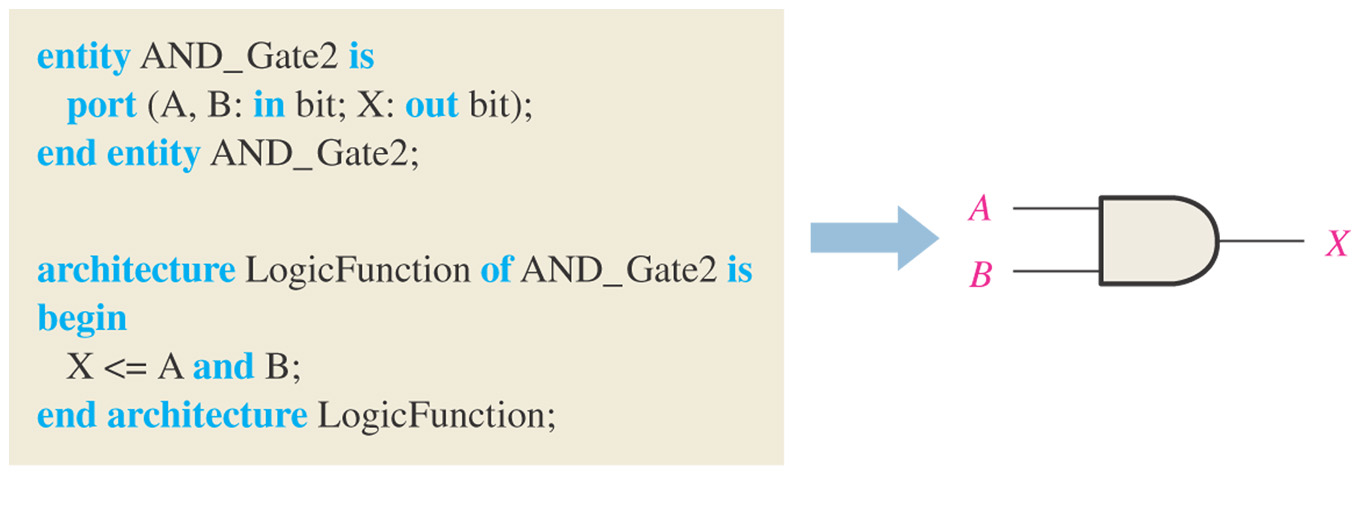 entity AND_Gate2 is
port (A, B: in bit; X: out bit);
end entity AND_Gate2;
architecture LogicFunction of AND_Gate2 is
begin
X <= A and B;
end architecture LogicFunction;
A
B
X